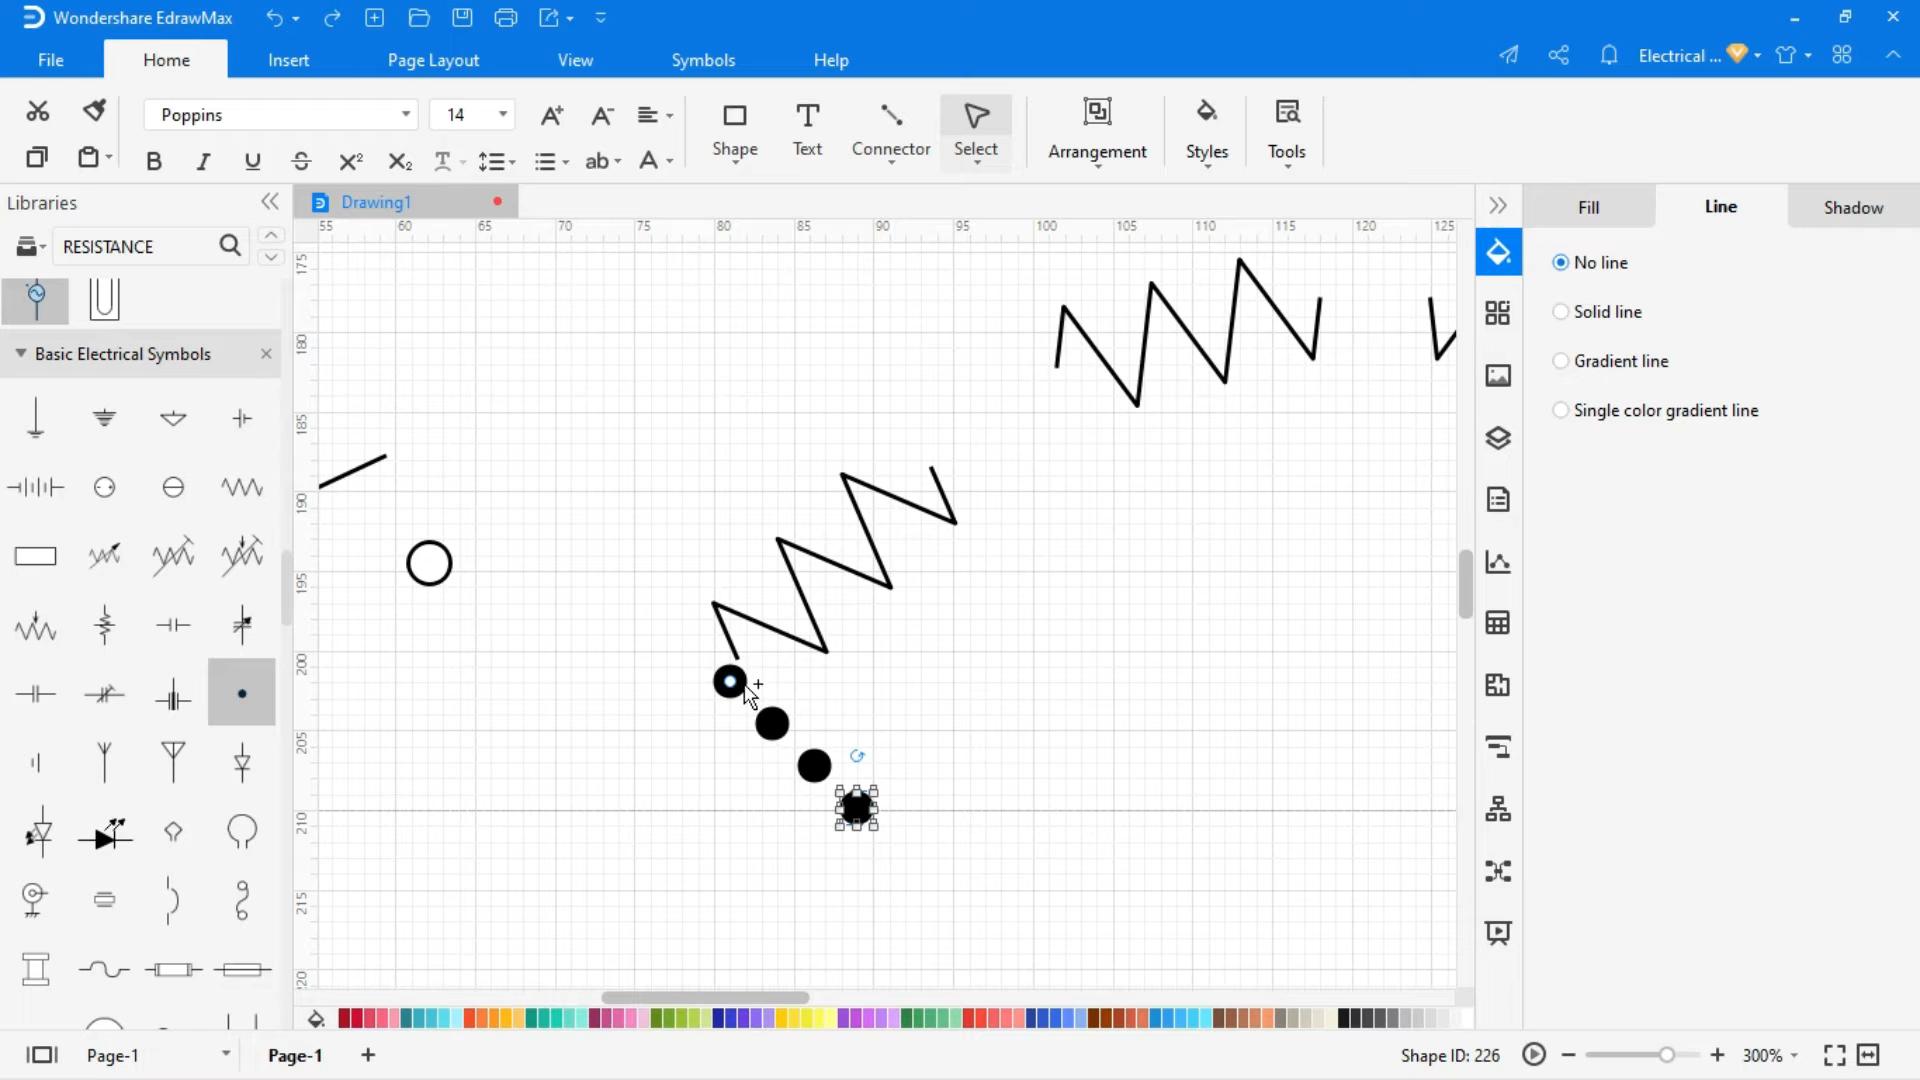 Wondershare EdrawMax
File
Home
Insert
Page Layout
View
Symbols
Help
Electrical ...
Poppins
14
Shape
Text
Connector
Select
Arrangement
Styles
Tools
Libraries
Drawing1
RESISTANCE
Basic Electrical Symbols
55 60 65 70 75 80 85 90 95 100 105 110 115 120 125
175
180
185
190
195
200
205
210
215
Fill
Line
Shadow
No line
Solid line
Gradient line
Single color gradient line
Page-1
Page-1
Shape ID: 226
300%